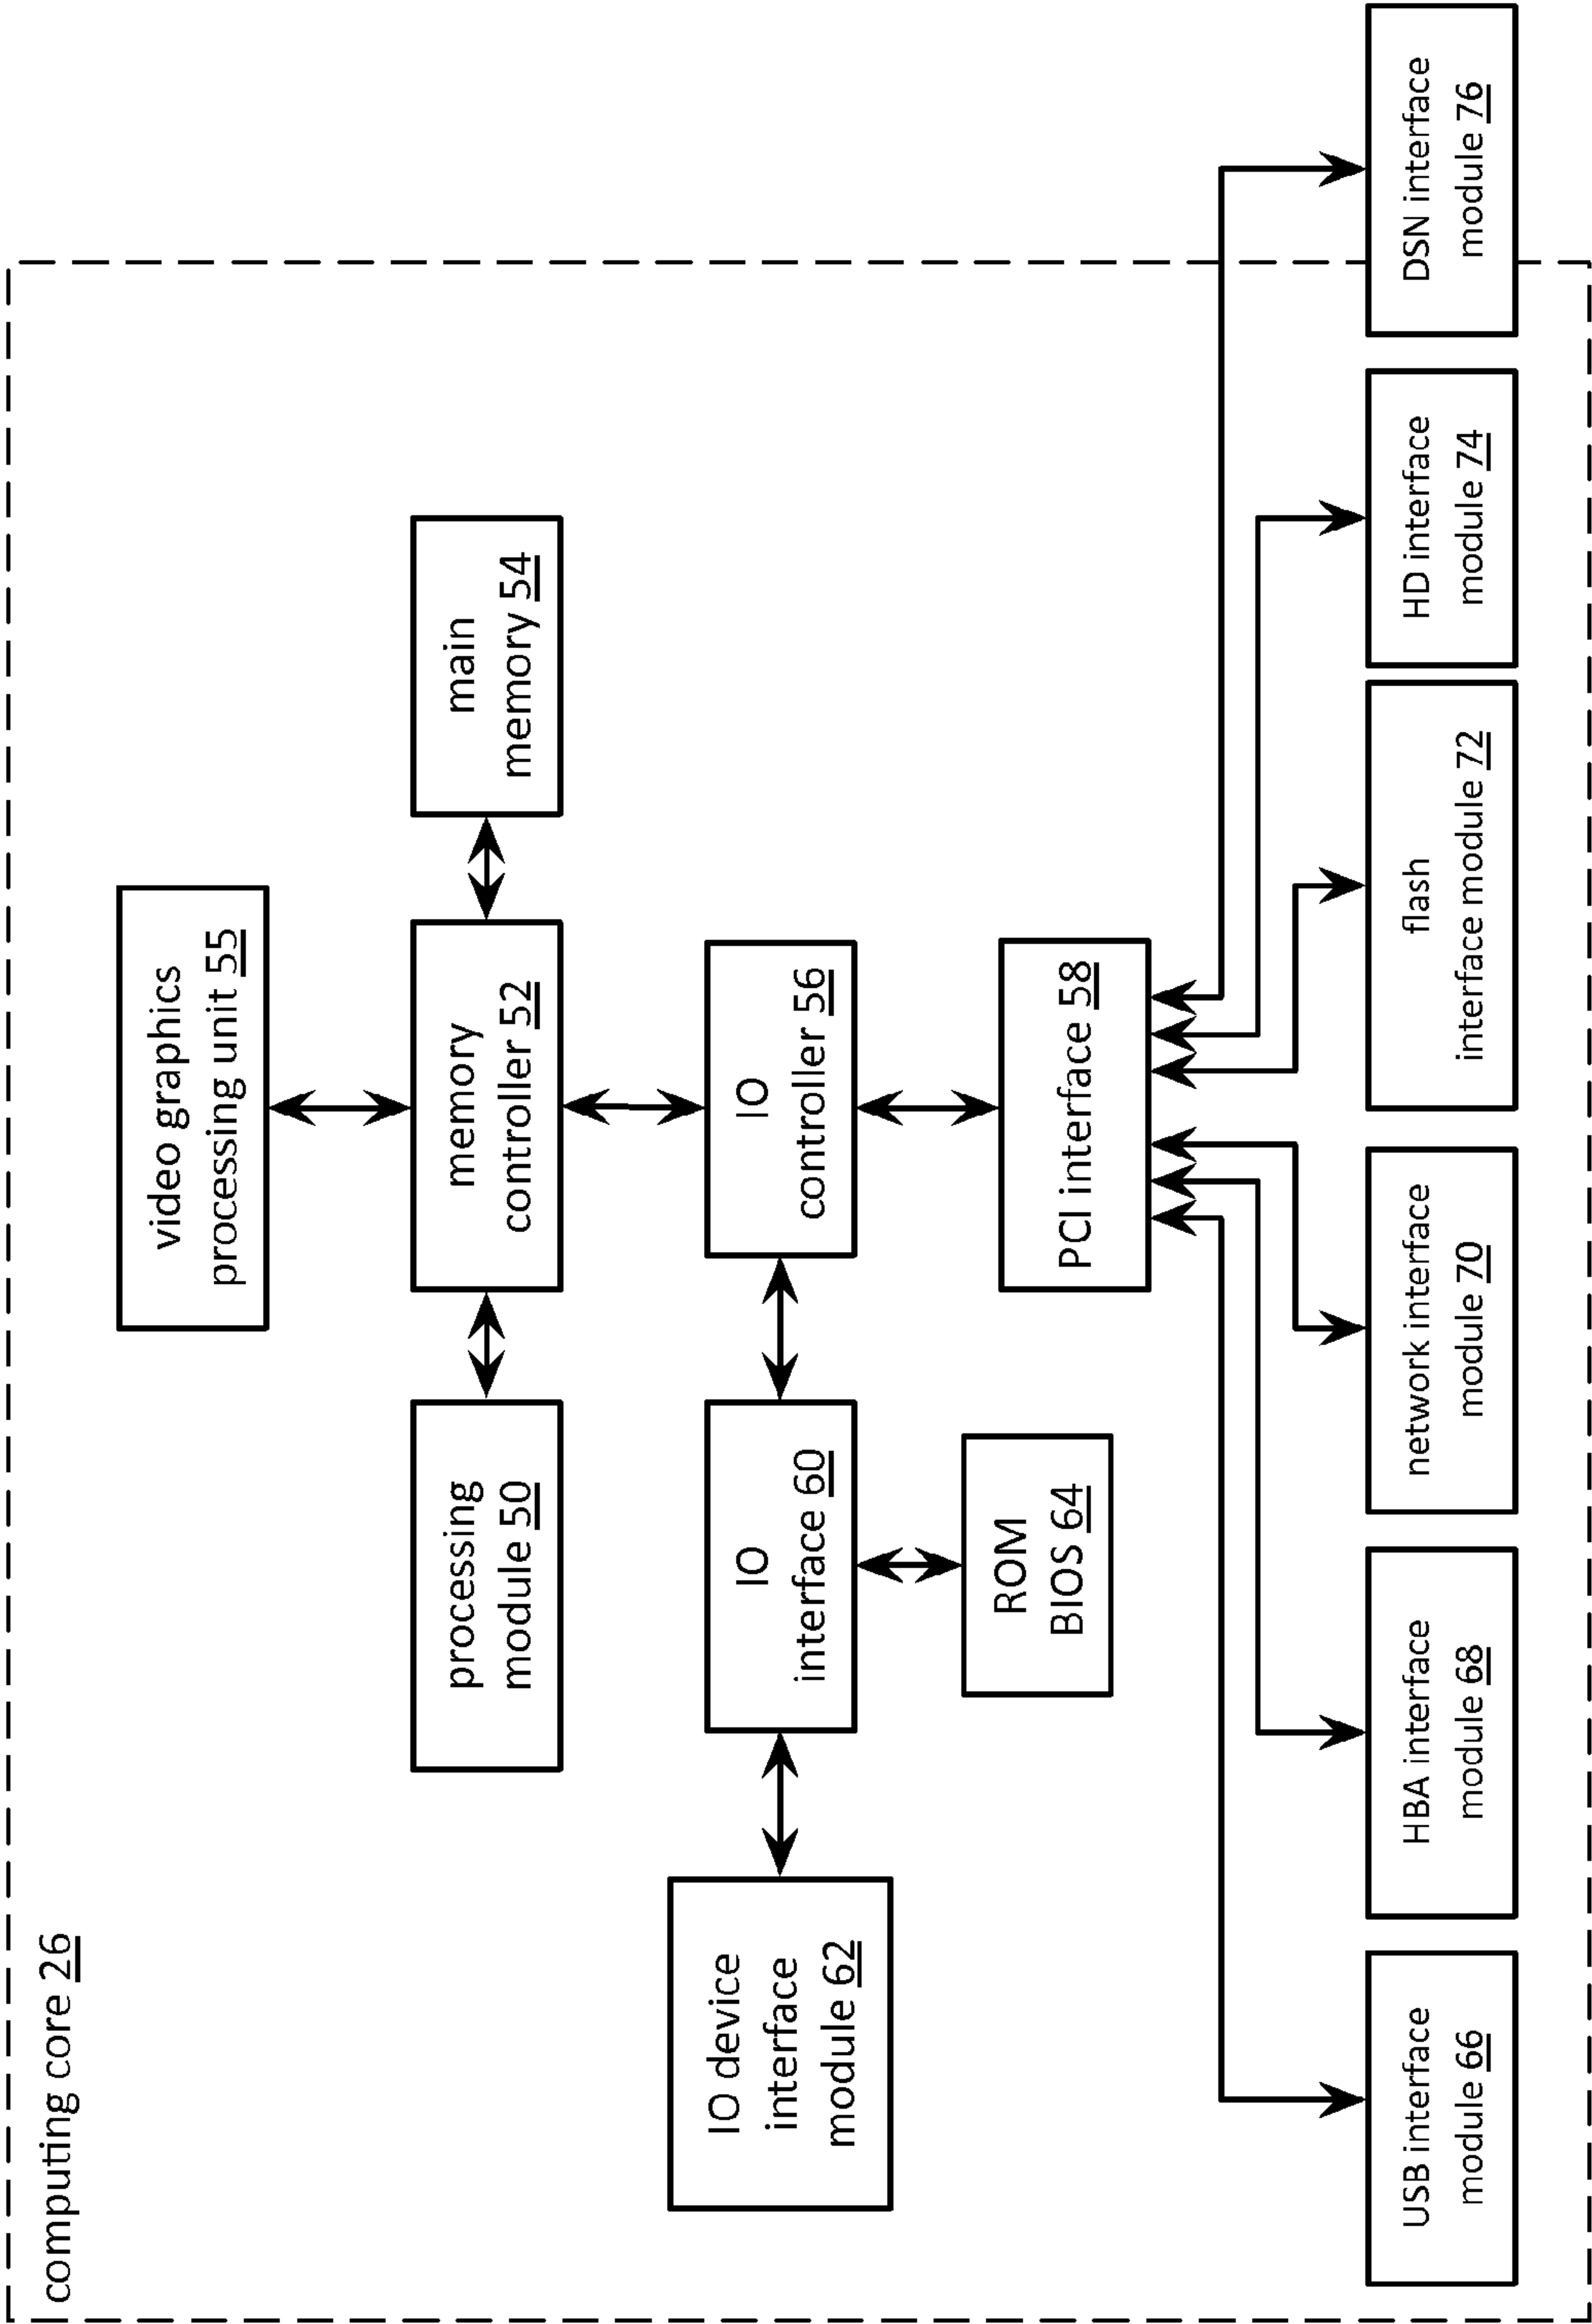 computing core 26
video graphics
processing unit 55
processing
module 50
memory
controller 52
main
memory 54
IO device
interface
module 62
IO
interface 60
IO
controller 56
ROM
BIOS 64
PCI interface 58
USB interface
module 66
HBA interface
module 68
network interface
module 70
flash
interface module 72
HD interface
module 74
DSN interface
module 76